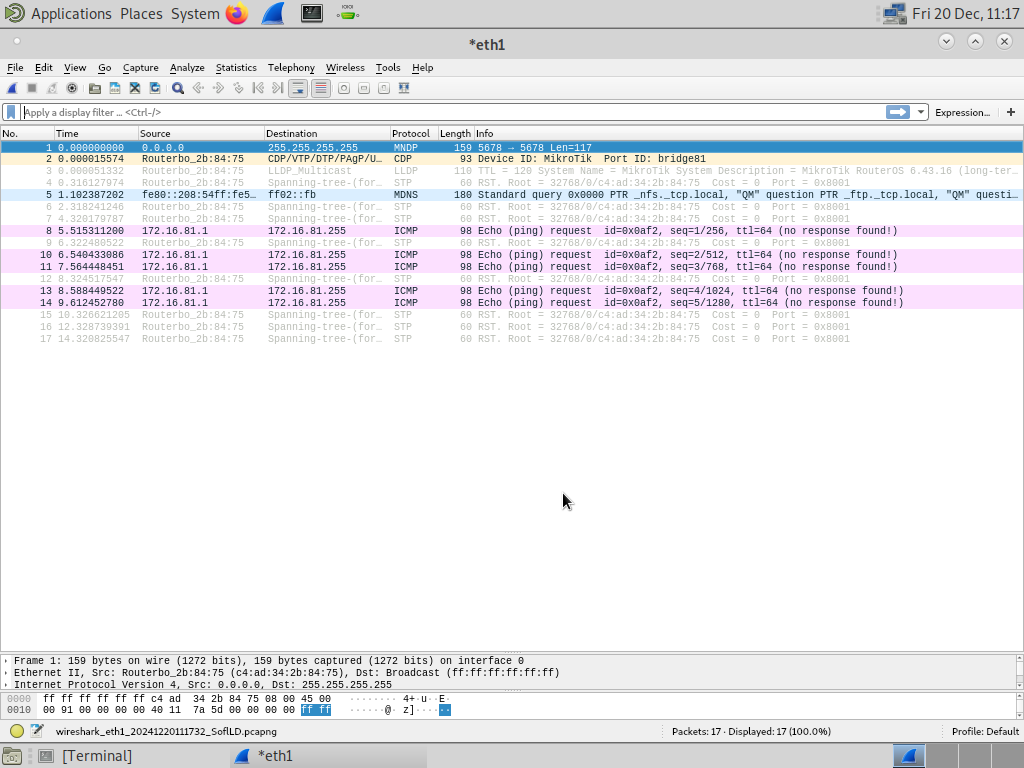 Applications Places System Fri 20 Dec, 11:17
*eth1
File Edit View Go Capture Analyze Statistics Telephony Wireless Tools Help
Apply a display filter ... <Ctrl-/> Expression... +
No. Time Source Destination Protocol Length Info
1 0.000000000 0.0.0.0 255.255.255.255 MNDP 159 5678 → 5678 Len=117
2 0.000015574 Routerbo_2b:84:75 CDP/VTP/DTP/PAgP/U… CDP 93 Device ID: MikroTik Port ID: bridge81
3 0.000051332 Routerbo_2b:84:75 LLDP_Multicast LLDP 110 TTL = 120 System Name = MikroTik System Description = MikroTik RouterOS 6.43.16 (long-ter…
4 0.316127974 Routerbo_2b:84:75 Spanning-tree-(for… STP 60 RST. Root = 32768/0/c4:ad:34:2b:84:75 Cost = 0 Port = 0x8001
5 1.102387202 fe80::208:54ff:fe5… ff02::fb MDNS 180 Standard query 0x0000 PTR _nfs._tcp.local, "QM" question PTR _ftp._tcp.local, "QM" questi…
6 2.318241246 Routerbo_2b:84:75 Spanning-tree-(for… STP 60 RST. Root = 32768/0/c4:ad:34:2b:84:75 Cost = 0 Port = 0x8001
7 4.320179787 Routerbo_2b:84:75 Spanning-tree-(for… STP 60 RST. Root = 32768/0/c4:ad:34:2b:84:75 Cost = 0 Port = 0x8001
8 5.515311200 172.16.81.1 172.16.81.255 ICMP 98 Echo (ping) request id=0x0af2, seq=1/256, ttl=64 (no response found!)
9 6.322480522 Routerbo_2b:84:75 Spanning-tree-(for… STP 60 RST. Root = 32768/0/c4:ad:34:2b:84:75 Cost = 0 Port = 0x8001
10 6.540433086 172.16.81.1 172.16.81.255 ICMP 98 Echo (ping) request id=0x0af2, seq=2/512, ttl=64 (no response found!)
11 7.564448451 172.16.81.1 172.16.81.255 ICMP 98 Echo (ping) request id=0x0af2, seq=3/768, ttl=64 (no response found!)
12 8.324517547 Routerbo_2b:84:75 Spanning-tree-(for… STP 60 RST. Root = 32768/0/c4:ad:34:2b:84:75 Cost = 0 Port = 0x8001
13 8.588449522 172.16.81.1 172.16.81.255 ICMP 98 Echo (ping) request id=0x0af2, seq=4/1024, ttl=64 (no response found!)
14 9.612452780 172.16.81.1 172.16.81.255 ICMP 98 Echo (ping) request id=0x0af2, seq=5/1280, ttl=64 (no response found!)
15 10.326621205 Routerbo_2b:84:75 Spanning-tree-(for… STP 60 RST. Root = 32768/0/c4:ad:34:2b:84:75 Cost = 0 Port = 0x8001
16 12.328739391 Routerbo_2b:84:75 Spanning-tree-(for… STP 60 RST. Root = 32768/0/c4:ad:34:2b:84:75 Cost = 0 Port = 0x8001
17 14.320825547 Routerbo_2b:84:75 Spanning-tree-(for… STP 60 RST. Root = 32768/0/c4:ad:34:2b:84:75 Cost = 0 Port = 0x8001
Frame 1: 159 bytes on wire (1272 bits), 159 bytes captured (1272 bits) on interface 0
Ethernet II, Src: Routerbo_2b:84:75 (c4:ad:34:2b:84:75), Dst: Broadcast (ff:ff:ff:ff:ff:ff)
Internet Protocol Version 4, Src: 0.0.0.0, Dst: 255.255.255.255
0000 ff ff ff ff ff ff c4 ad 34 2b 84 75 08 00 45 00 ········ 4+·u··E·
0010 00 91 00 00 00 00 40 11 7a 5d 00 00 00 00 ff ff ······@· z]······
wireshark_eth1_20241220111732_SoflLD.pcapng Packets: 17 · Displayed: 17 (100.0%) Profile: Default
[Terminal] *eth1